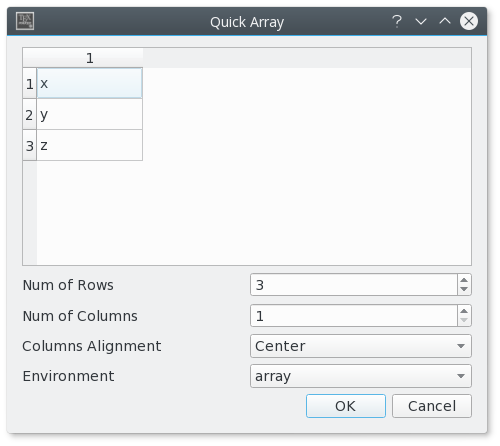 Quick Array
1
1 x
2 y
3 z
Num of Rows 3
Num of Columns 1
Columns Alignment Center
Environment array
OK Cancel